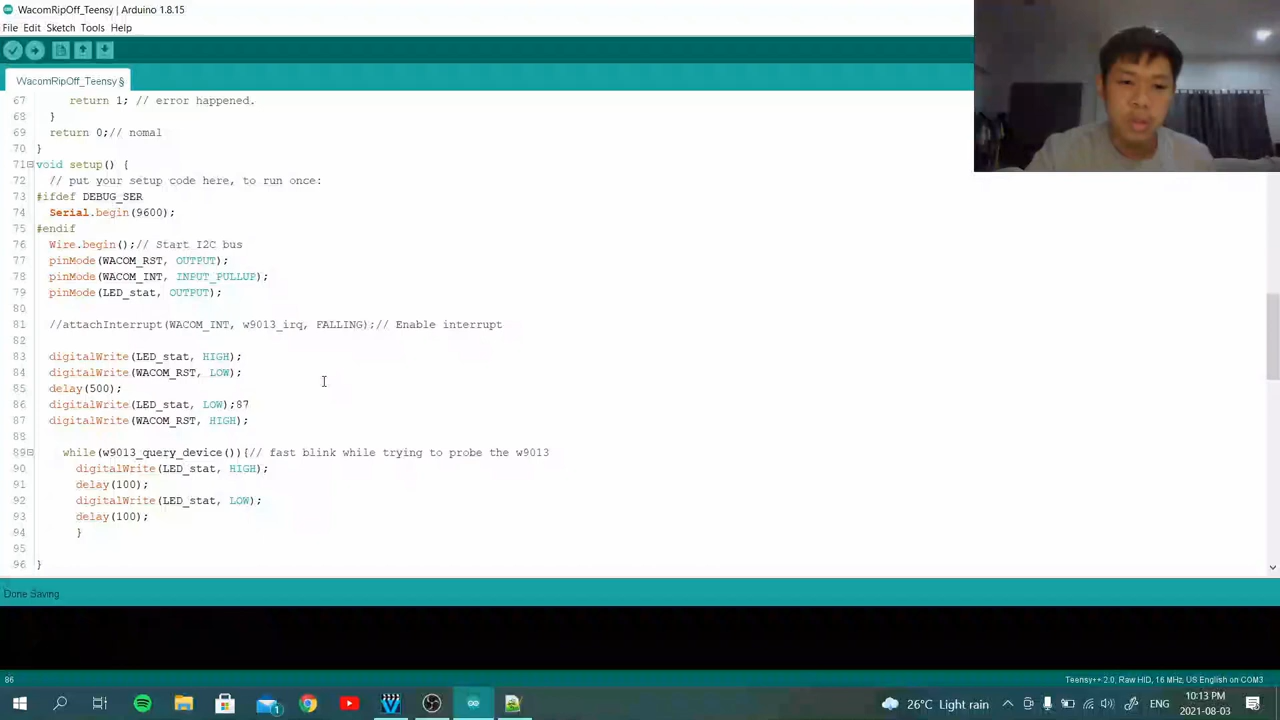 WacomRipOff_Teensy | Arduino 1.8.15
File Edit Sketch Tools Help
WacomRipOff_Teensy §
67 return 1; // error happened.
68 }
69 return 0;// nomal
70 }
71 void setup() {
72 // put your setup code here, to run once:
73 #ifdef DEBUG_SER
74 Serial.begin(9600);
75 #endif
76 Wire.begin();// Start I2C bus
77 pinMode(WACOM_RST, OUTPUT);
78 pinMode(WACOM_INT, INPUT_PULLUP);
79 pinMode(LED_stat, OUTPUT);
80
81 //attachInterrupt(WACOM_INT, w9013_irq, FALLING);// Enable interrupt
82
83 digitalWrite(LED_stat, HIGH);
84 digitalWrite(WACOM_RST, LOW);
85 delay(500);
86 digitalWrite(LED_stat, LOW);87
87 digitalWrite(WACOM_RST, HIGH);
88
89 while(w9013_query_device()){// fast blink while trying to probe the w9013
90 digitalWrite(LED_stat, HIGH);
91 delay(100);
92 digitalWrite(LED_stat, LOW);
93 delay(100);
94 }
95
96 }
Done Saving
86 Teensy++ 2.0, Raw HID, 16 MHz, US English on COM3
26°C Light rain ENG 10:13 PM
2021-08-03